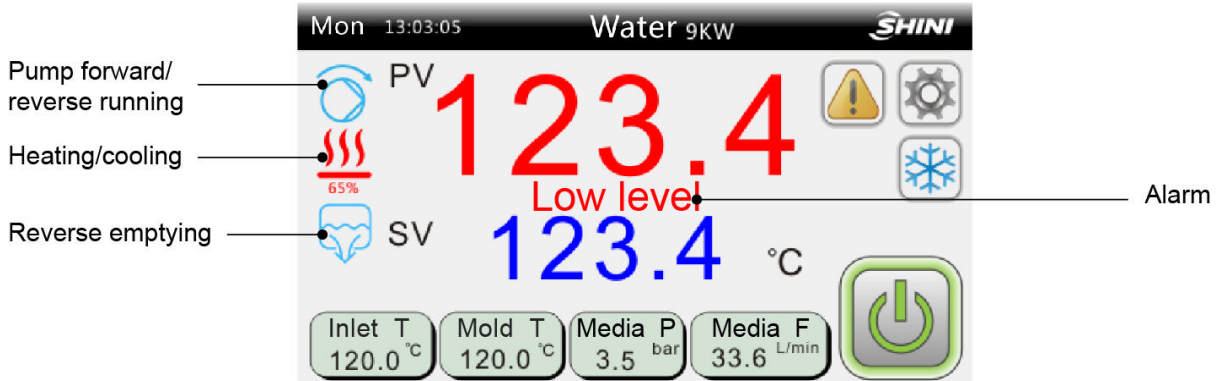 Mon 13:03:05 Water 9KW SHINI
Pump forward/
reverse running
PV 123.4
Heating/cooling
65%
Low level
Alarm
Reverse emptying
SV 123.4 °C
Inlet T Mold T Media P Media F
120.0 °C 120.0 °C 3.5 bar 33.6 L/min